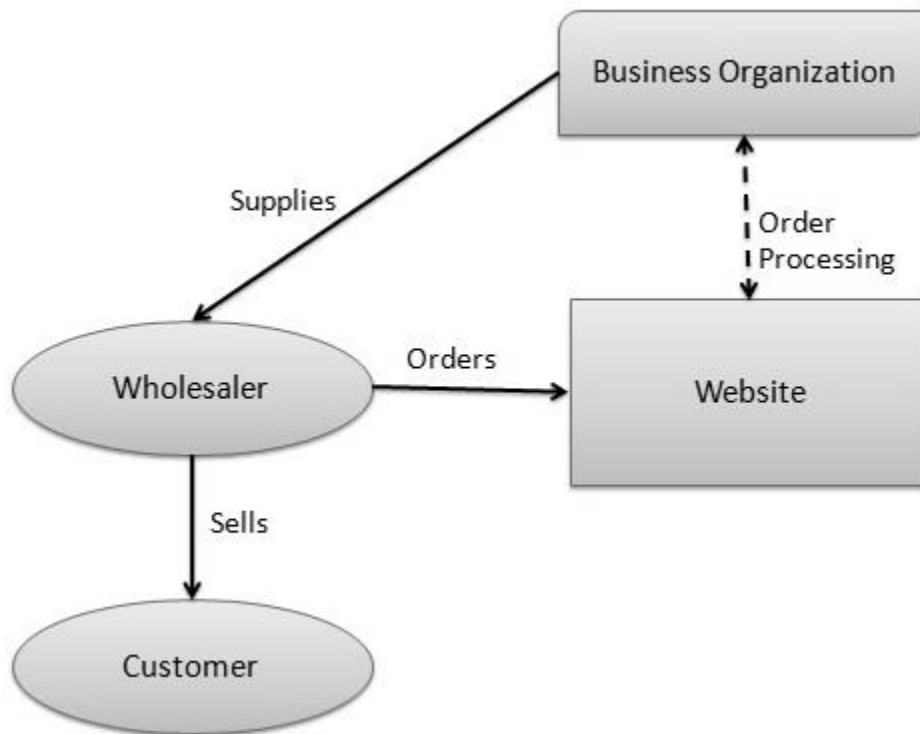 Business Organization
Supplies
Order
Processing
Orders
Wholesaler
Website
Sells
Customer